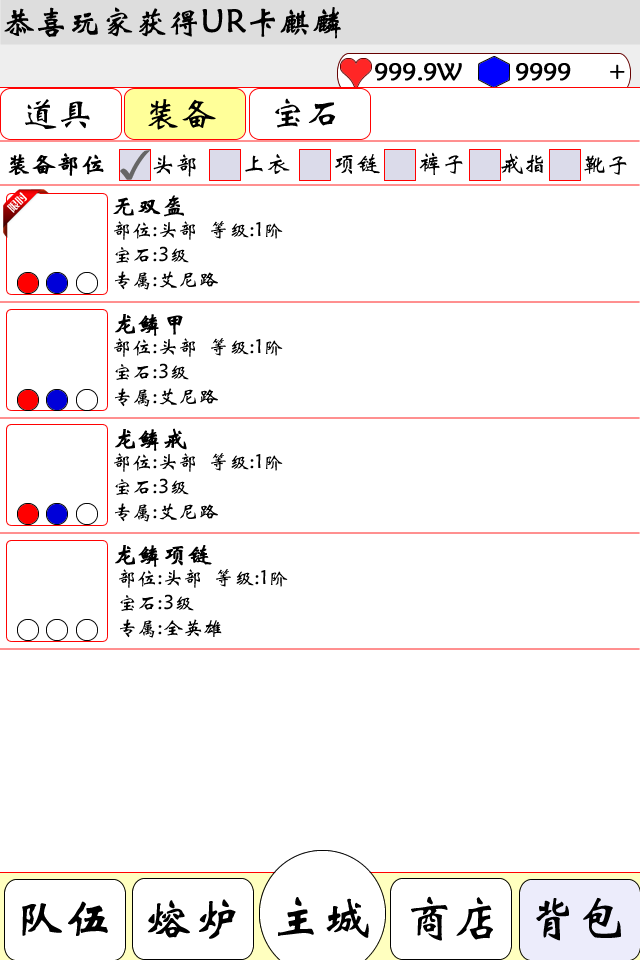 恭喜玩家获得UR卡麒麟
999.9W 9999 +
道具 装备 宝石
装备部位 头部 上衣 项链 裤子 戒指 靴子
限时
无双盔
部位:头部 等级:1阶
宝石:3级
专属:艾尼路
龙鳞甲
部位:头部 等级:1阶
宝石:3级
专属:艾尼路
龙鳞戒
部位:头部 等级:1阶
宝石:3级
专属:艾尼路
龙鳞项链
部位:头部 等级:1阶
宝石:3级
专属:全英雄
队伍 熔炉 主城 商店 背包